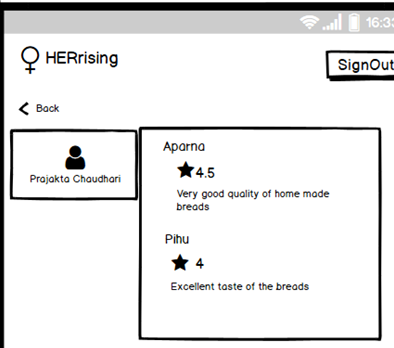 16:33
HERrising
SignOut
Back
Prajakta Chaudhari
Aparna
4.5
Very good quality of home made
breads
Pihu
4
Excellent taste of the breads